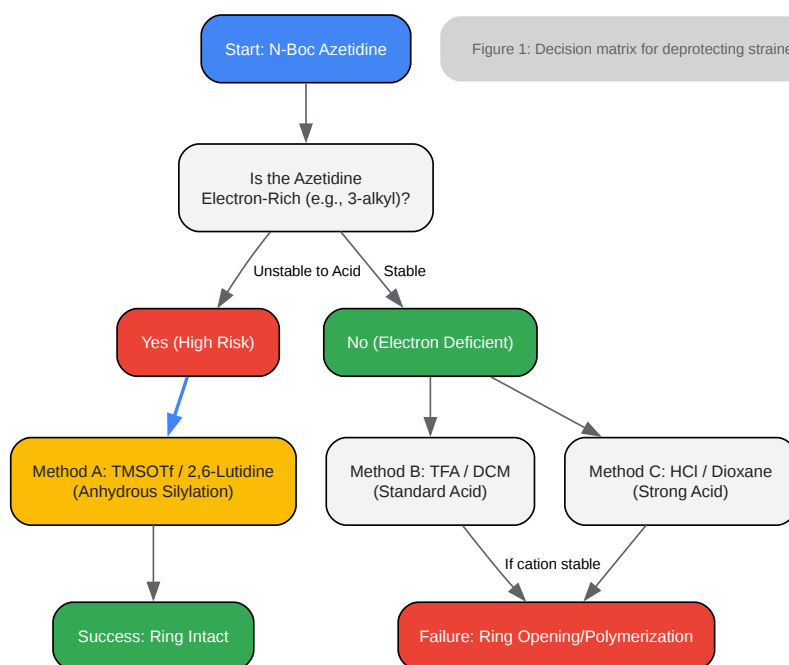 Start: N-Boc Azetidine
Figure 1: Decision matrix for deprotecting
Is the Azetidine
Electron-Rich (e.g., 3-alkyl)?
Unstable to Acid
Stable
Yes (High Risk)
No (Electron Deficient)
Method A: TMSOTf / 2,6-Lutidine
(Anhydrous Silylation)
Method B: TFA / DCM
(Standard Acid)
Method C: HCl / Dioxane
(Strong Acid)
If cation stable
Success: Ring Intact
Failure: Ring Opening/Polymerization